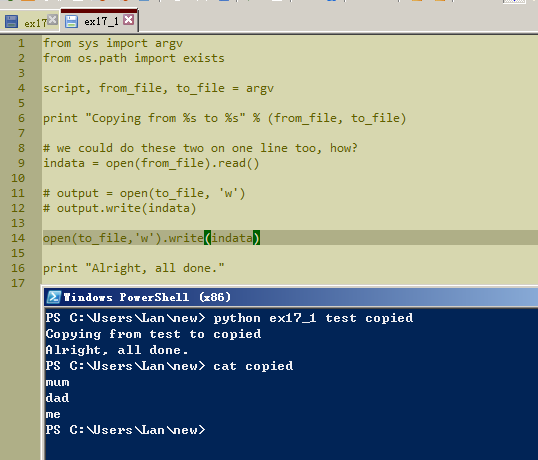 ex17
ex17_1
1 from sys import argv
2 from os.path import exists
3
4 script, from_file, to_file = argv
5
6 print "Copying from %s to %s" % (from_file, to_file)
7
8 # we could do these two on one line too, how?
9 indata = open(from_file).read()
10
11 # output = open(to_file, 'w')
12 # output.write(indata)
13
14 open(to_file,'w').write(indata)
15
16 print "Alright, all done."
17
Windows PowerShell (x86)
PS C:\Users\Lan\new> python ex17_1 test copied
Copying from test to copied
Alright, all done.
PS C:\Users\Lan\new> cat copied
mum
dad
me
PS C:\Users\Lan\new>